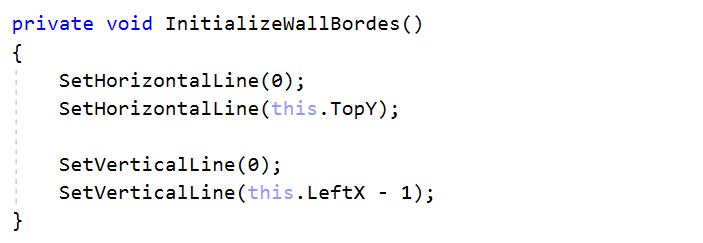 private void InitializeWallBordes()
{
    SetHorizontalLine(0);
    SetHorizontalLine(this.TopY);

    SetVerticalLine(0);
    SetVerticalLine(this.LeftX - 1);
}